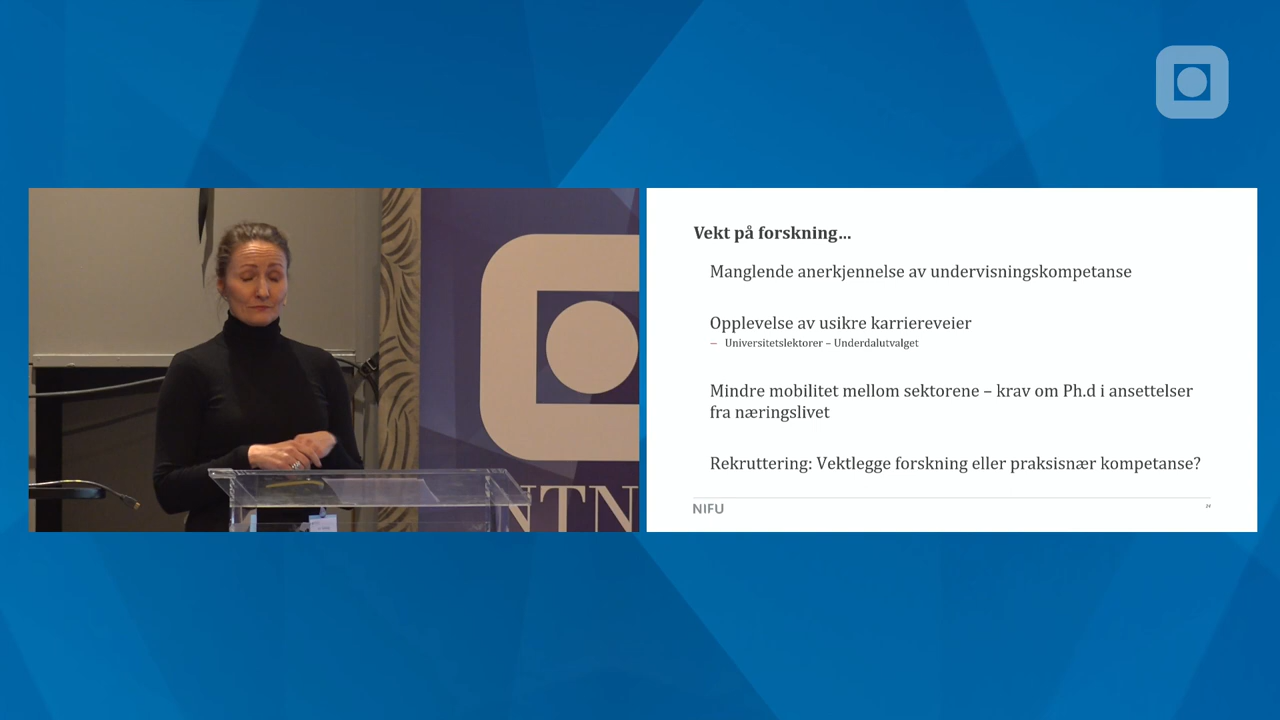 Vekt på forskning...
Manglende anerkjennelse av undervisningskompetanse
Opplevelse av usikre karriereveier
– Universitetslektorer – Underdalutvalget
Mindre mobilitet mellom sektorene – krav om Ph.d i ansettelser
fra næringslivet
Rekruttering: Vektlegge forskning eller praksisnær kompetanse?
NIFU
NTN